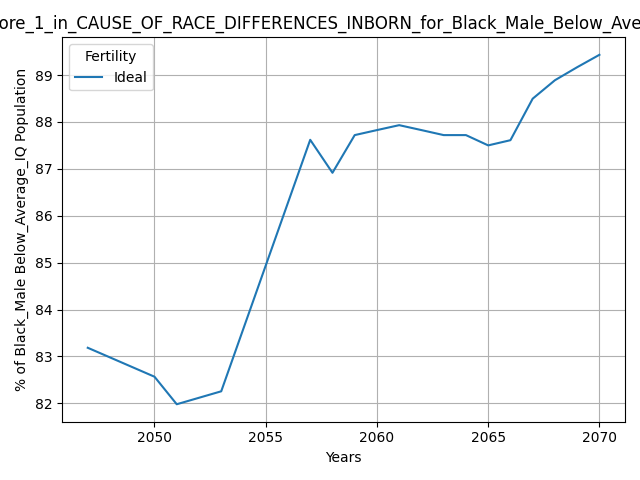 ore_1_in_CAUSE_OF_RACE_DIFFERENCES_INBORN_for_Black_Male_Below_Ave
Fertility
Ideal
% of Black_Male Below_Average_IQ Population
89
88
87
86
85
84
83
82
2050 2055 2060 2065 2070
Years